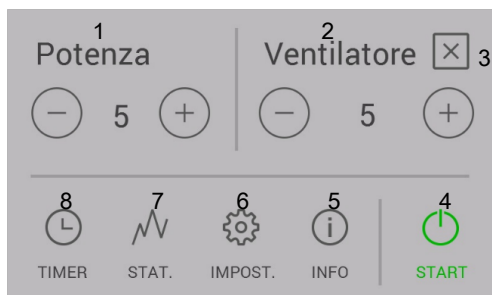 1 2
Potenza Ventilatore 3
5 5
8 7 6 5 4
TIMER STAT. IMPOST. INFO START